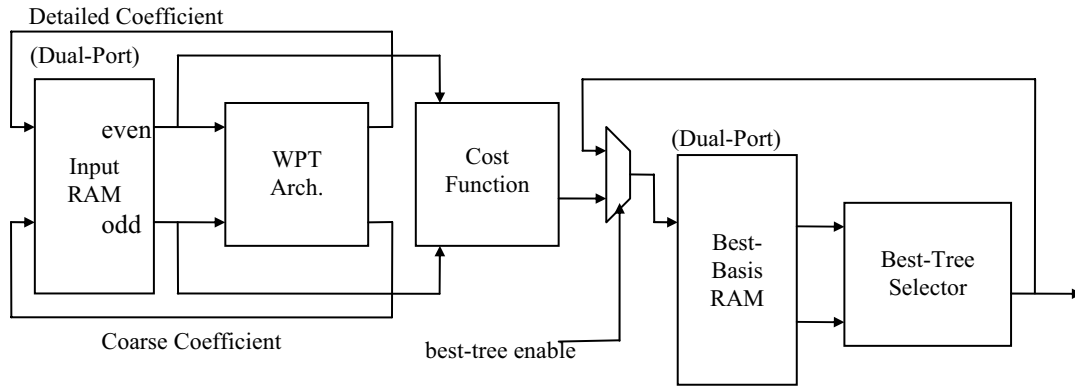 Detailed Coefficient
(Dual-Port)
even
Input
RAM
odd
WPT
Arch.
Cost
Function
(Dual-Port)
Best-
Basis
RAM
Best-Tree
Selector
Coarse Coefficient
best-tree enable